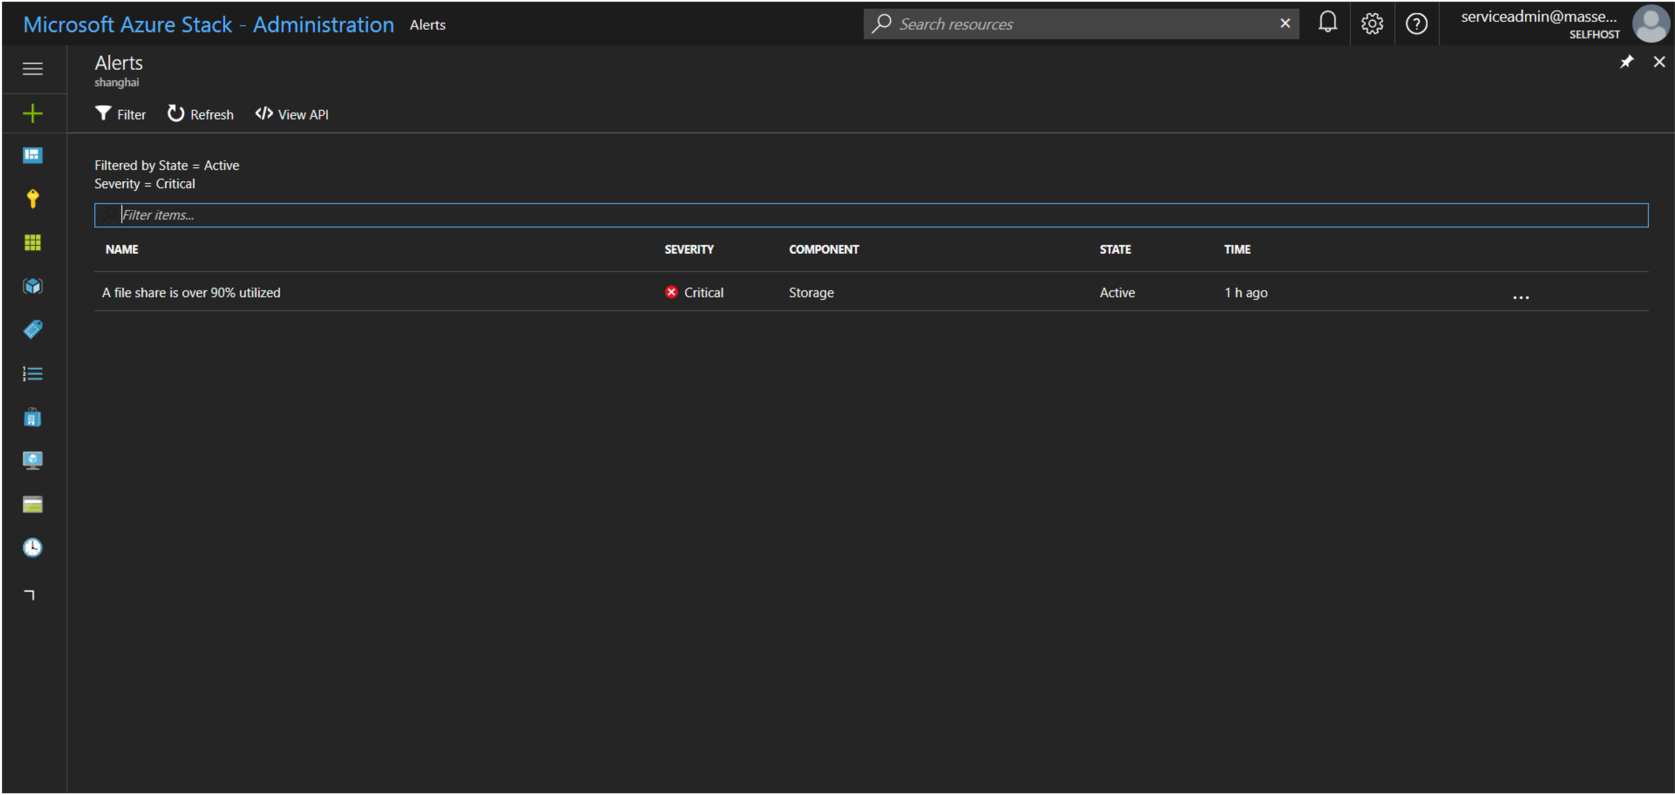 Microsoft Azure Stack - Administration Alerts
Search resources
serviceadmin@masse...
SELFHOST
Alerts
shanghai
Filter Refresh View API
Filtered by State = Active
Severity = Critical
Filter items...
NAME SEVERITY COMPONENT STATE TIME
A file share is over 90% utilized Critical Storage Active 1 h ago ...